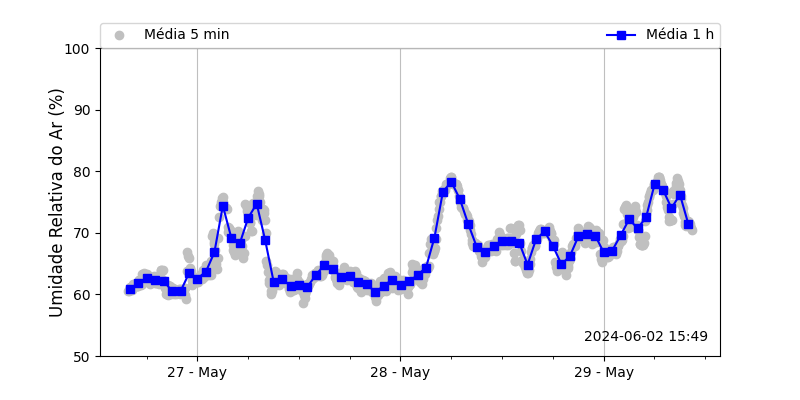 Média 5 min
Média 1 h
100
90
80
70
60
50
Umidade Relativa do Ar (%)
2024-06-02 15:49
27 - May
28 - May
29 - May